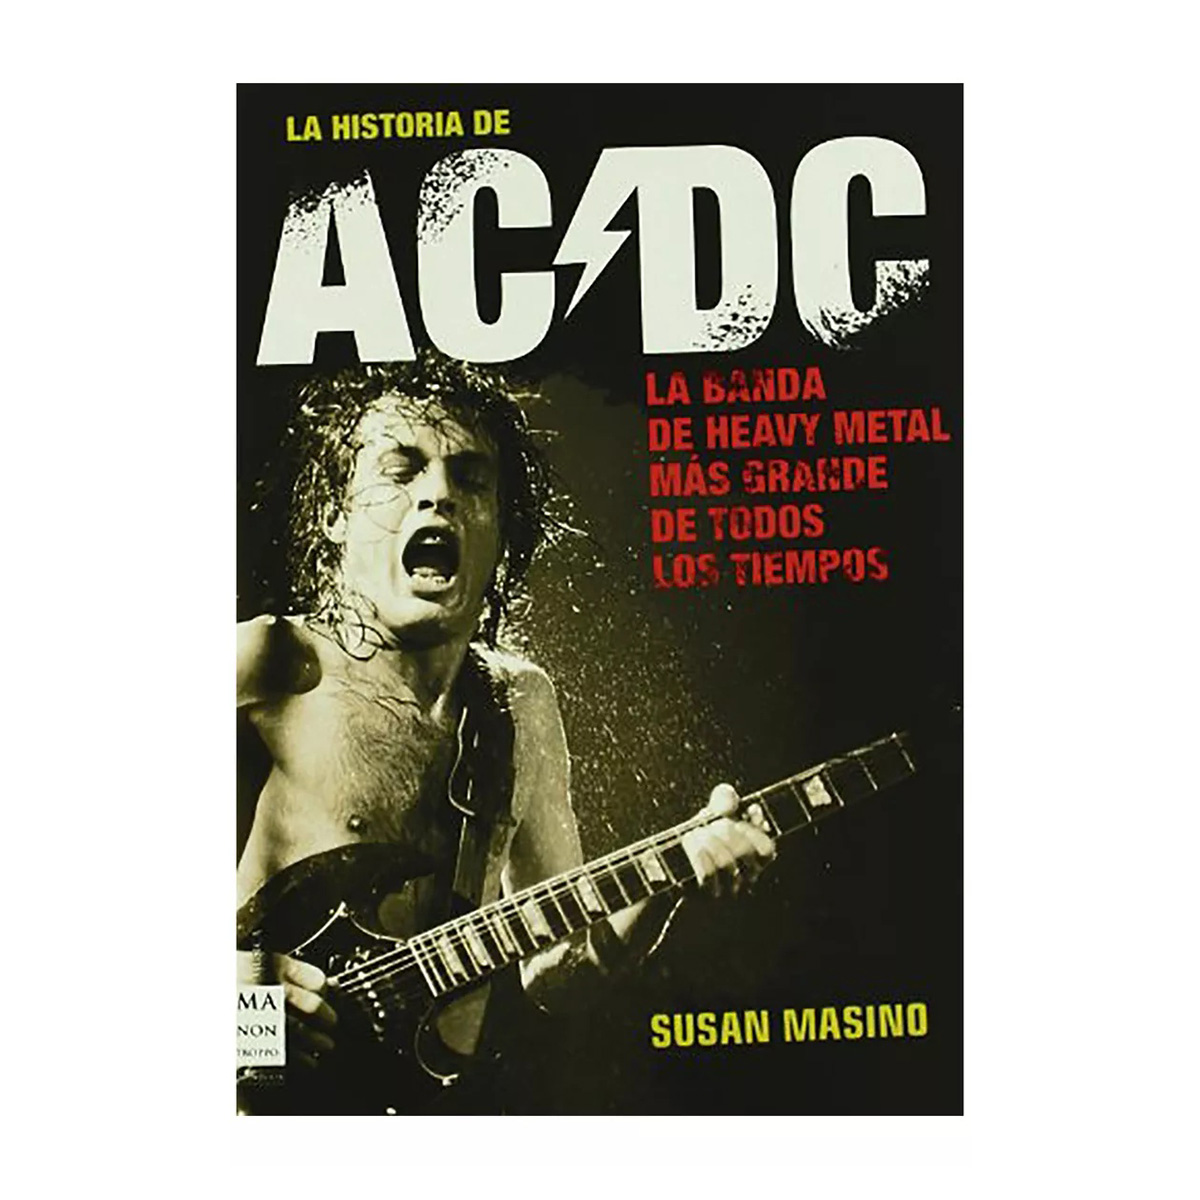 LA HISTORIA DE
AC/DC
LA BANDA
DE HEAVY METAL
MÁS GRANDE
DE TODOS
LOS TIEMPOS
SUSAN MASINO
MA
NON
TROPPO